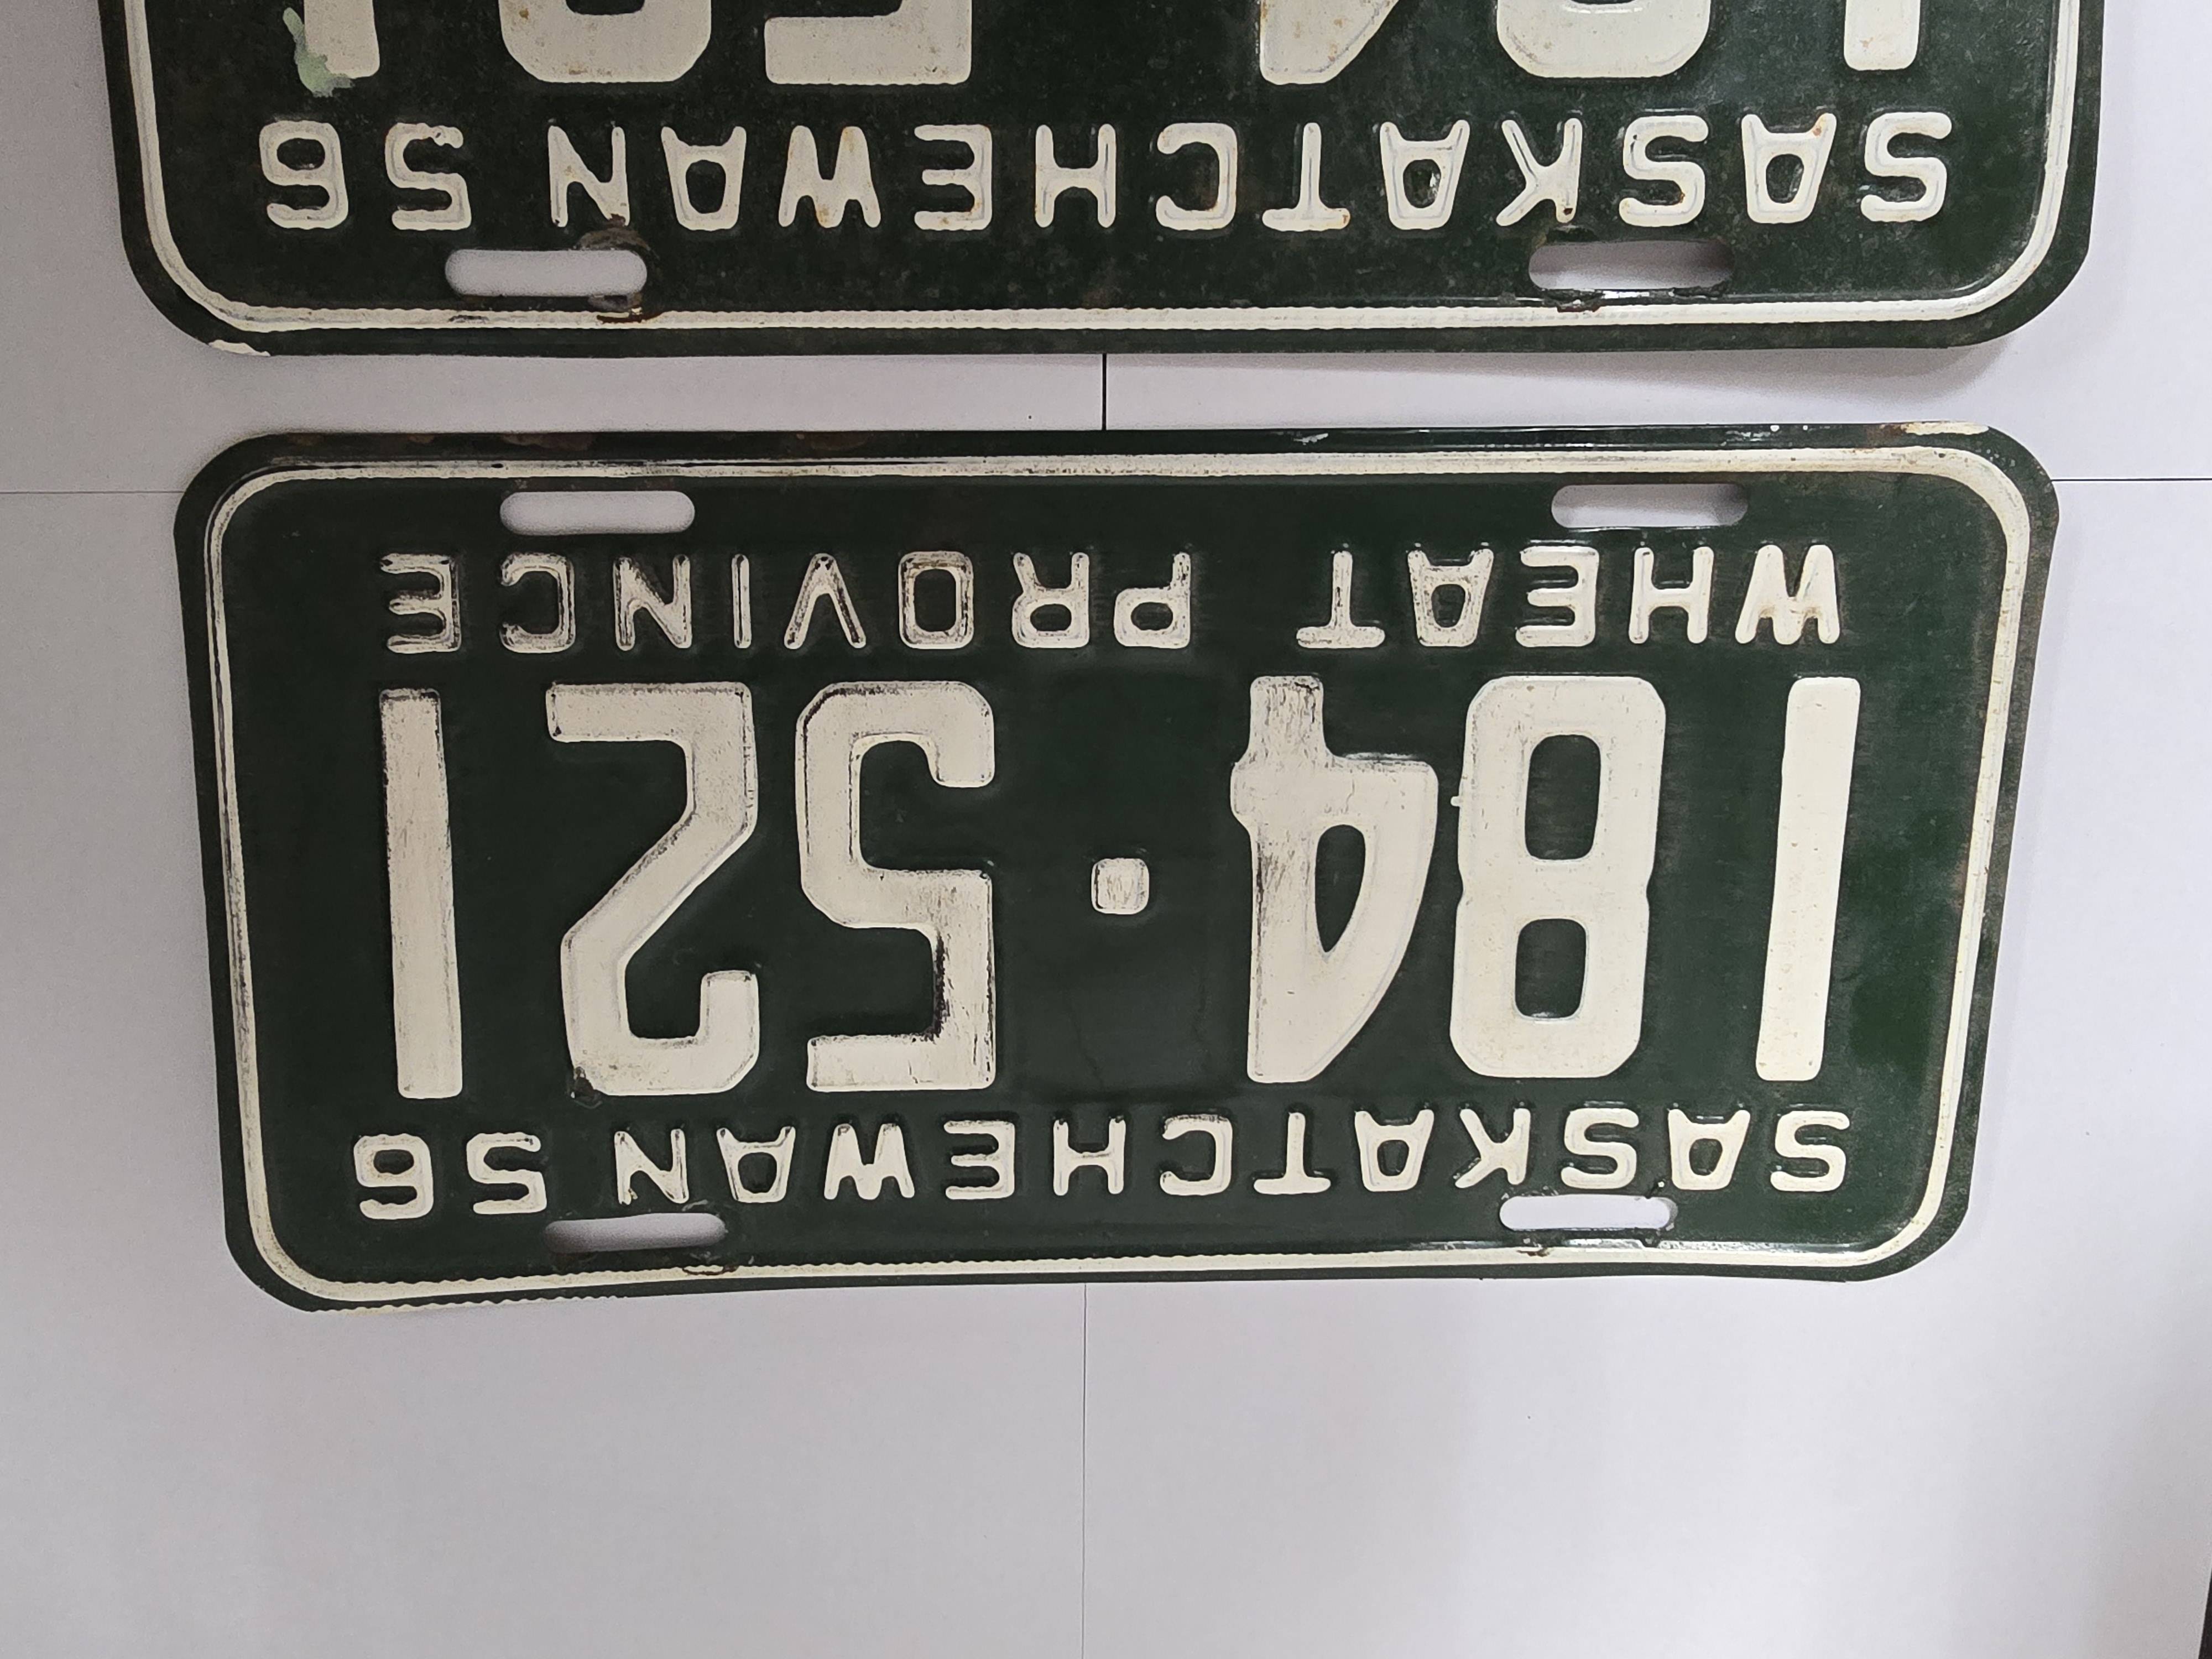 SASKATCHEWAN 56
184·521
WHEAT PROVINCE
SASKATCHEWAN 56